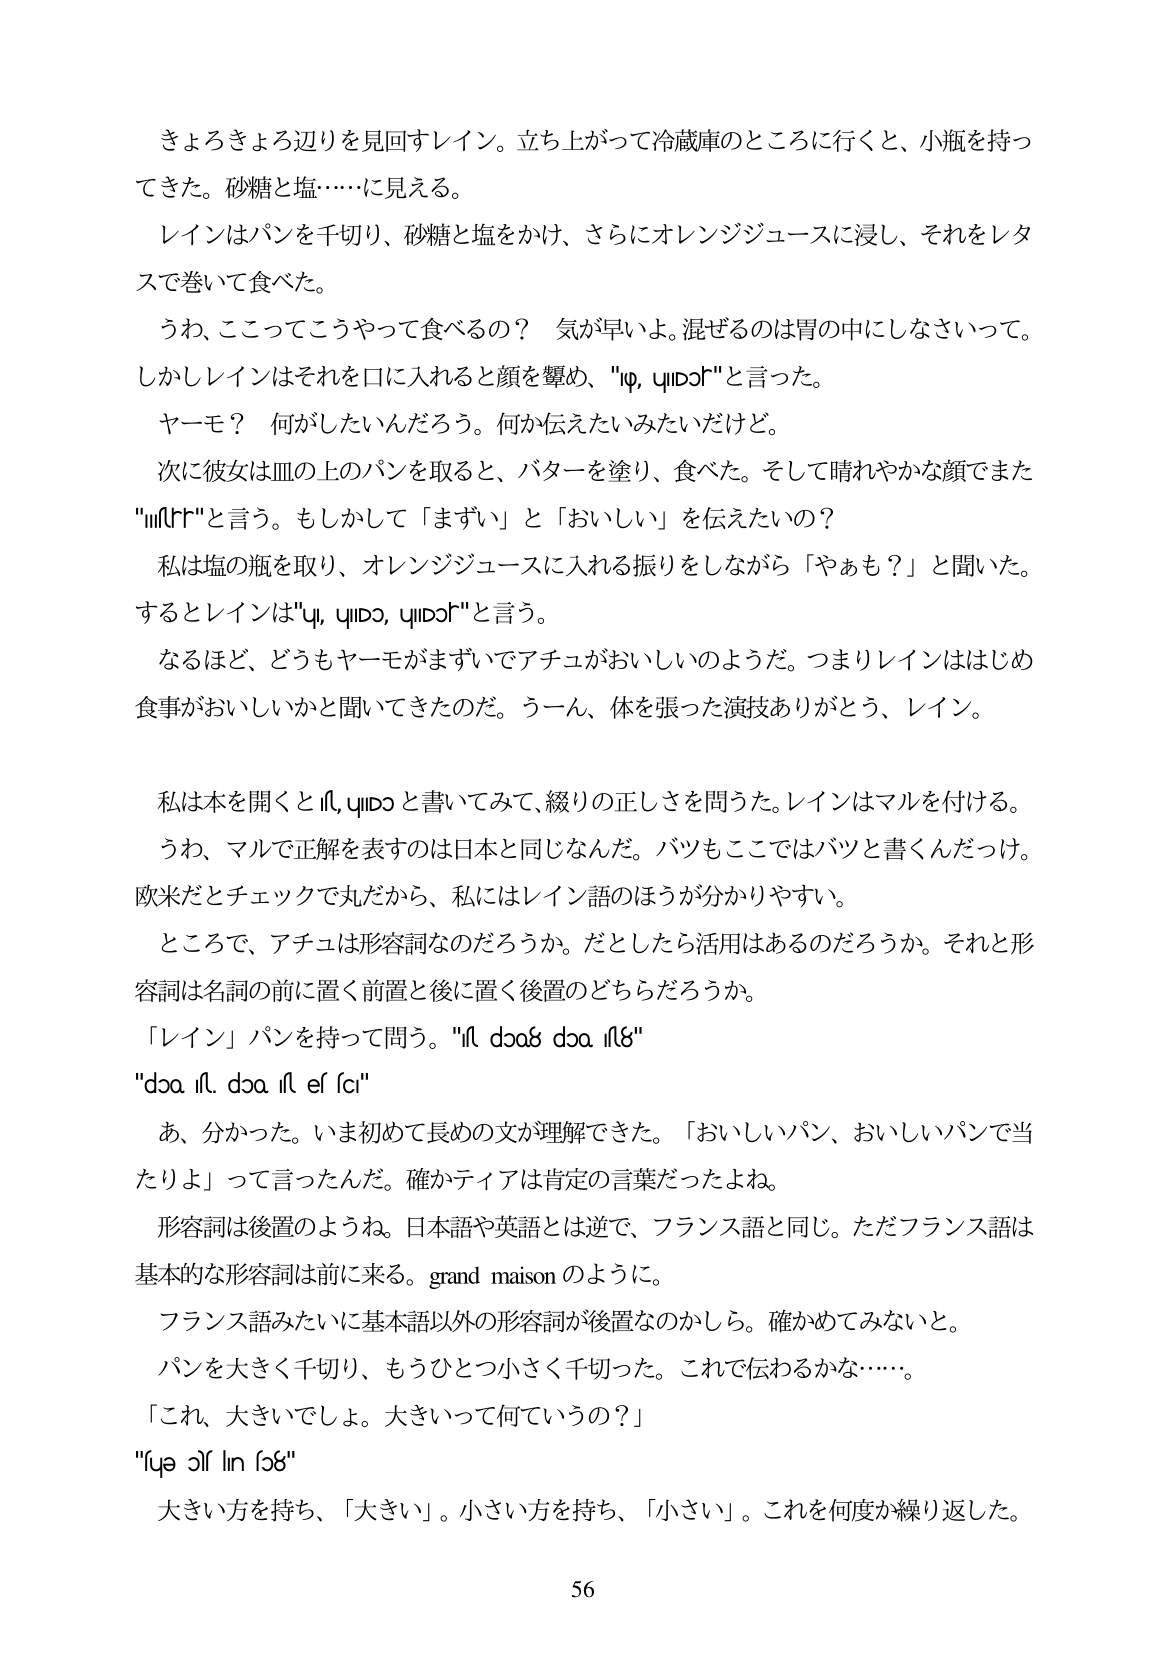 きょろきょろ辺りを見回すレイン。立ち上がって冷蔵庫のところに行くと、小瓶を持っ
てきた。砂糖と塩……に見える。
レインはパンを千切り、砂糖と塩をかけ、さらにオレンジジュースに浸し、それをレタ
スで巻いて食べた。
うわ、ここってこうやって食べるの？　気が早いよ。混ぜるのは胃の中にしなさいって。
しかしレインはそれを口に入れると顔を顰め、" "と言った。
ヤーモ？　何がしたいんだろう。何か伝えたいみたいだけど。
次に彼女は皿の上のパンを取ると、バターを塗り、食べた。そして晴れやかな顔でまた
" "と言う。もしかして「まずい」と「おいしい」を伝えたいの？
私は塩の瓶を取り、オレンジジュースに入れる振りをしながら「やぁも？」と聞いた。
するとレインは" "と言う。
なるほど、どうもヤーモがまずいでアチュがおいしいのようだ。つまりレインははじめ
食事がおいしいかと聞いてきたのだ。うーん、体を張った演技ありがとう、レイン。
私は本を開くと と書いてみて、綴りの正しさを問うた。レインはマルを付ける。
うわ、マルで正解を表すのは日本と同じなんだ。バツもここではバツと書くんだっけ。
欧米だとチェックで丸だから、私にはレイン語のほうが分かりやすい。
ところで、アチュは形容詞なのだろうか。だとしたら活用はあるのだろうか。それと形
容詞は名詞の前に置く前置と後に置く後置のどちらだろうか。
「レイン」パンを持って問う。
あ、分かった。いま初めて長めの文が理解できた。「おいしいパン、おいしいパンで当
たりよ」って言ったんだ。確かティアは肯定の言葉だったよね。
形容詞は後置のようね。日本語や英語とは逆で、フランス語と同じ。ただフランス語は
基本的な形容詞は前に来る。grand maison のように。
フランス語みたいに基本語以外の形容詞が後置なのかしら。確かめてみないと。
パンを大きく千切り、もうひとつ小さく千切った。これで伝わるかな……。
「これ、大きいでしょ。大きいって何ていうの？」
大きい方を持ち、「大きい」。小さい方を持ち、「小さい」。これを何度か繰り返した。
56